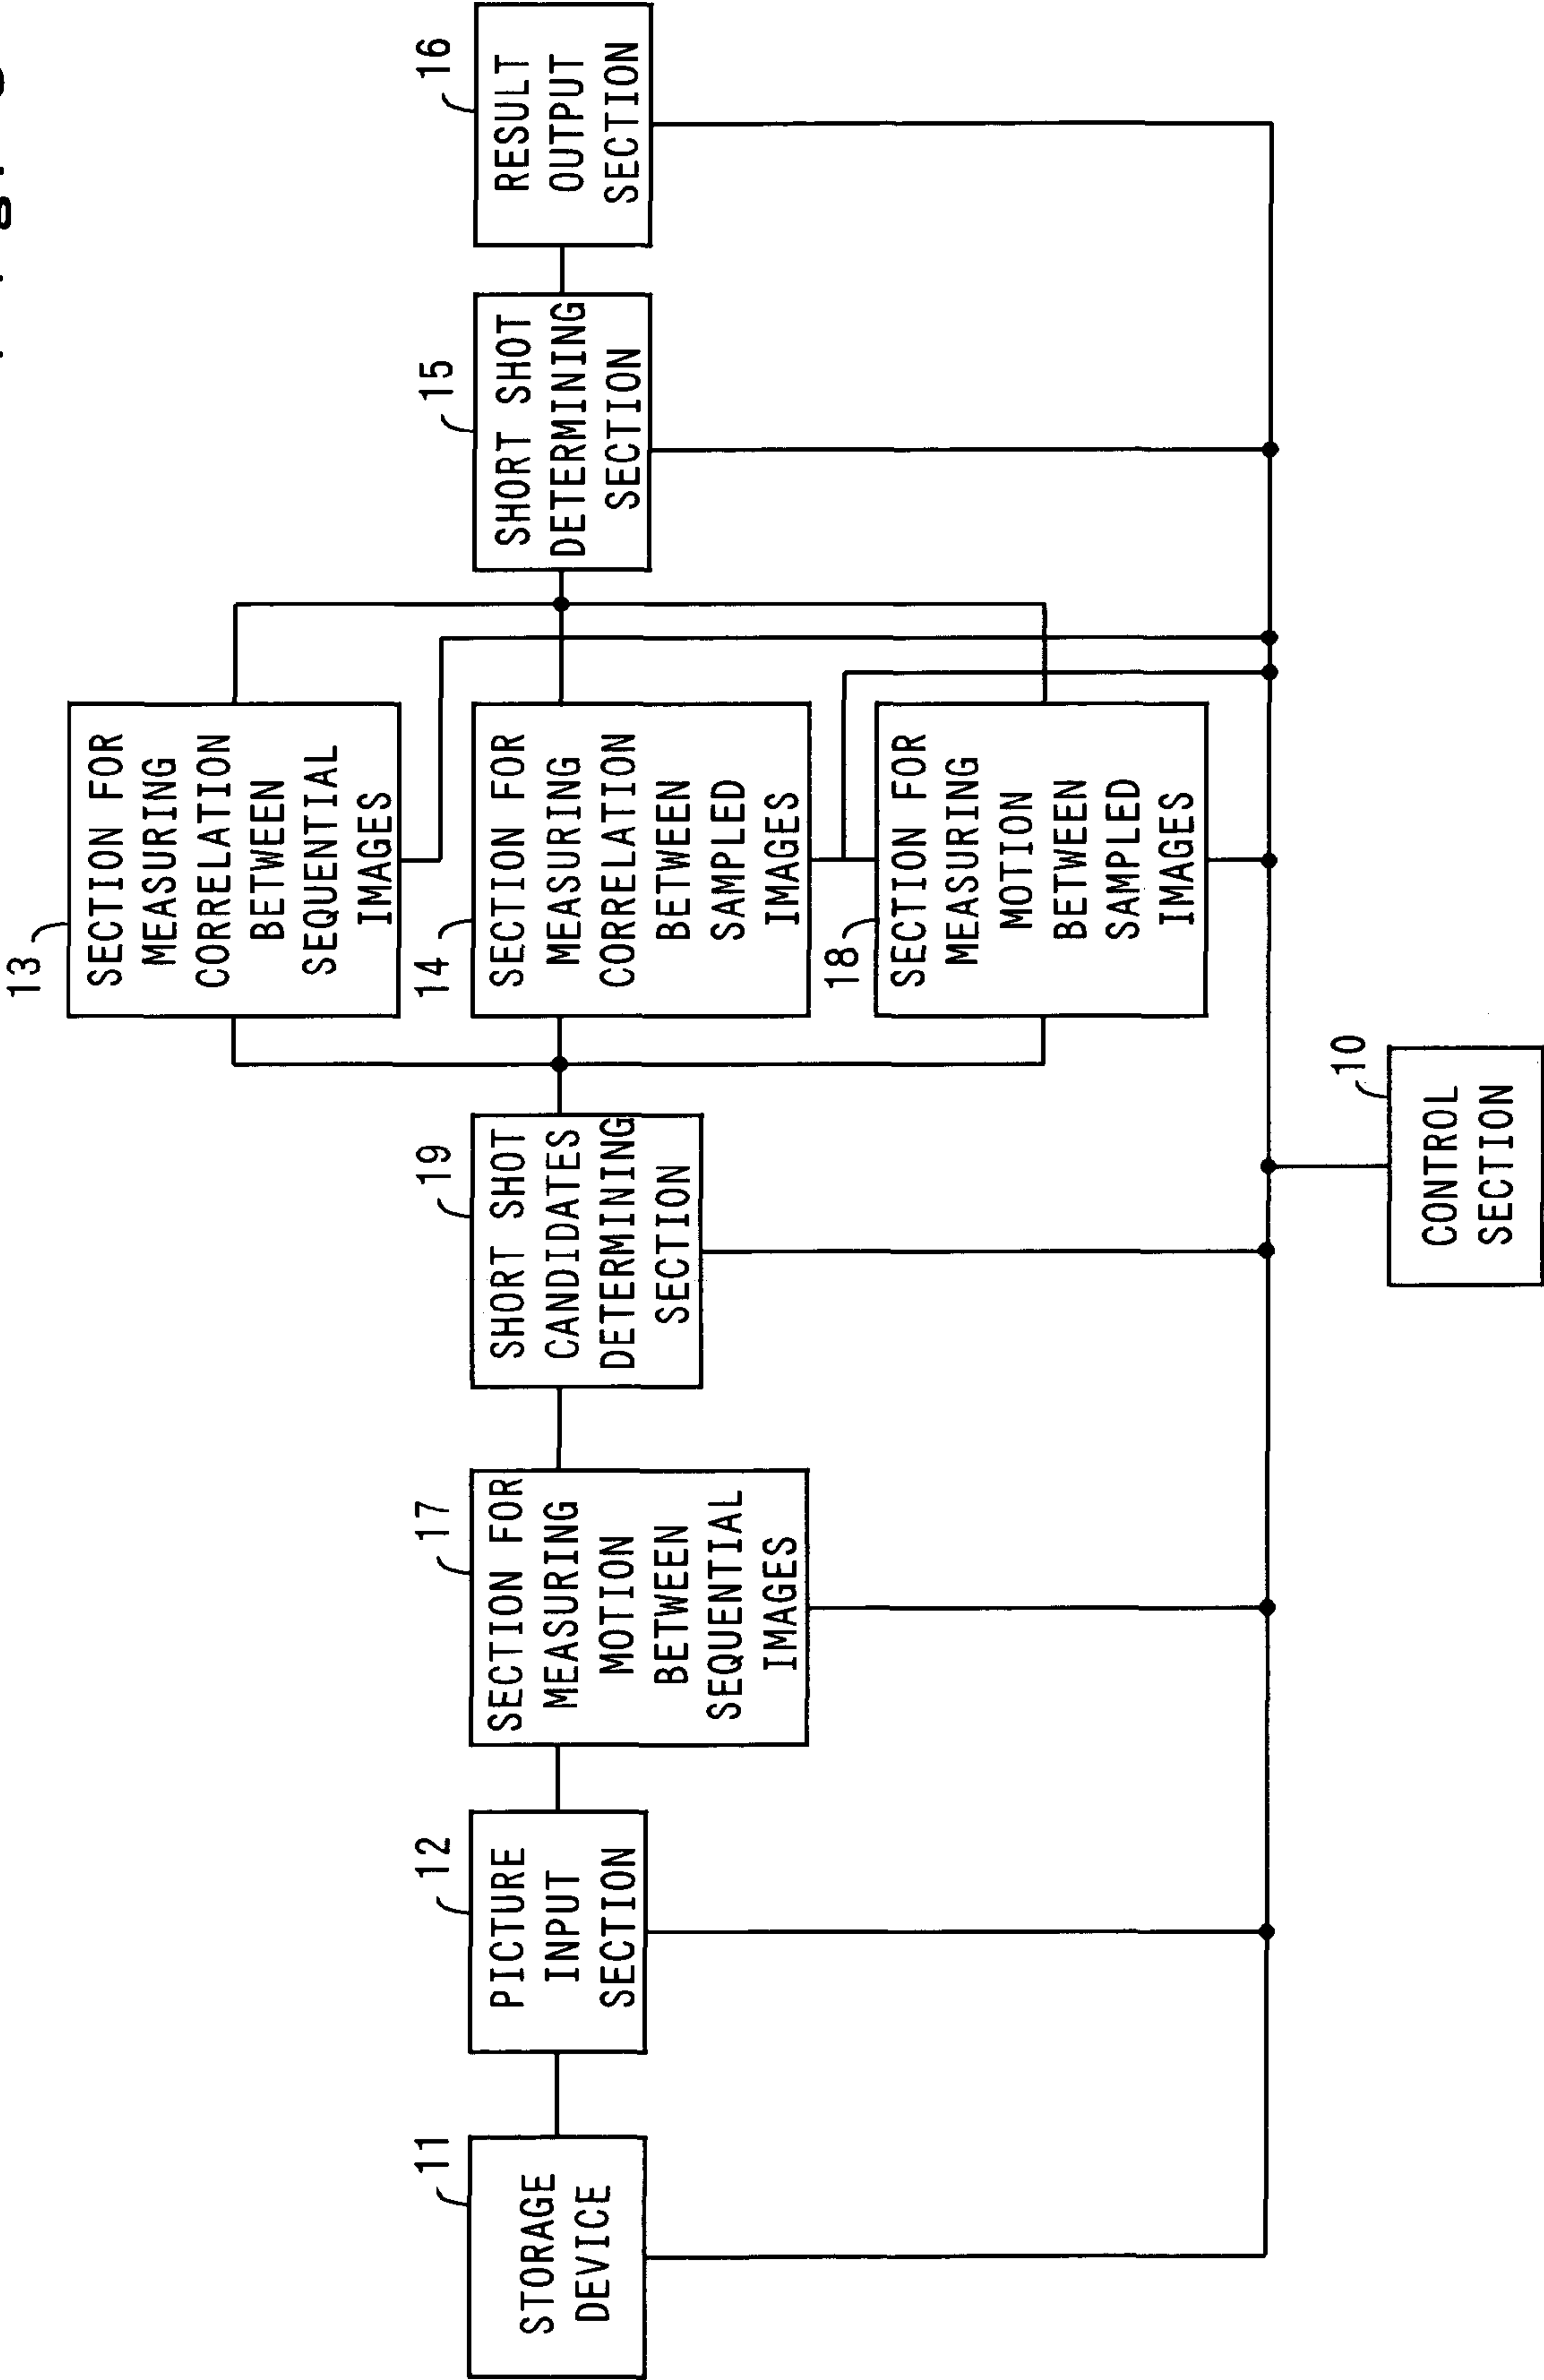 11
STORAGE
DEVICE
12
PICTURE
INPUT
SECTION
17
SECTION FOR
MEASURING
MOTION
BETWEEN
SEQUENTIAL
IMAGES
19
SHORT SHOT
CANDIDATES
DETERMINING
SECTION
13
SECTION FOR
MEASURING
CORRELATION
BETWEEN
SEQUENTIAL
IMAGES
14
SECTION FOR
MEASURING
CORRELATION
BETWEEN
SAMPLED
IMAGES
18
SECTION FOR
MEASURING
MOTION
BETWEEN
SAMPLED
IMAGES
15
SHORT SHOT
DETERMINING
SECTION
16
RESULT
OUTPUT
SECTION
10
CONTROL
SECTION